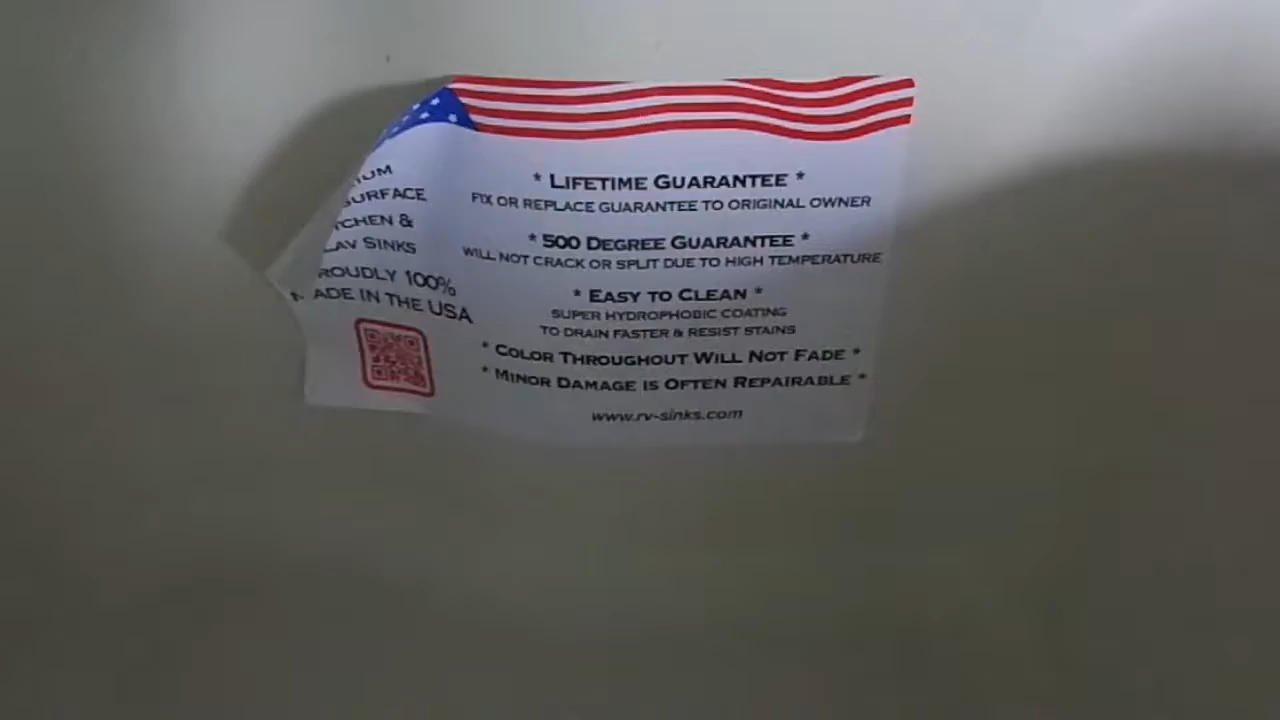 SINKS
100%
IN THE USA
* LIFETIME GUARANTEE *
FIX OR REPLACE GUARANTEE TO ORIGINAL OWNER
* 500 DEGREE GUARANTEE *
WILL NOT CRACK OR SPLIT DUE TO HIGH TEMPERATURE
* EASY TO CLEAN *
SUPER HYDROPHOBIC COATING
TO DRAIN FASTER & RESIST STAINS
* COLOR THROUGHOUT WILL NOT FADE *
* MINOR DAMAGE IS OFTEN REPAIRABLE *
www.rv-sinks.com